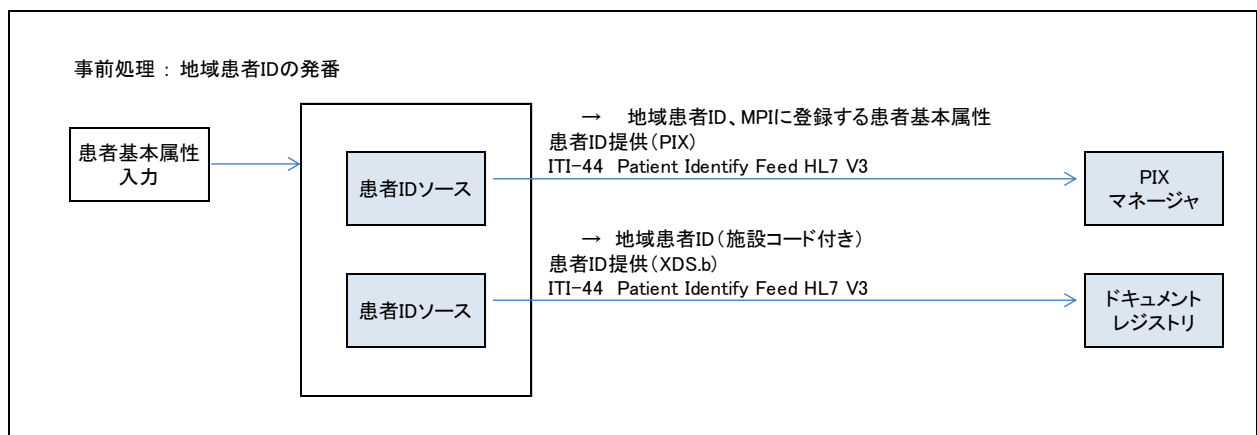 事前処理 : 地域患者IDの発番
患者基本属性
入力
患者IDソース
→ 地域患者ID、MPIに登録する患者基本属性
患者ID提供(PIX)
ITI-44 Patient Identify Feed HL7 V3
PIX
マネージャ
患者IDソース
→ 地域患者ID(施設コード付き)
患者ID提供(XDS.b)
ITI-44 Patient Identify Feed HL7 V3
ドキュメント
レジストリ